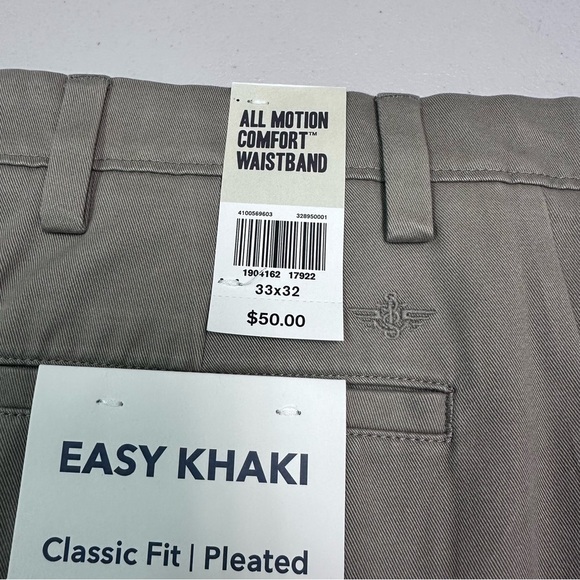 ALL MOTION
COMFORT™
WAISTBAND
4100569603 328950001
1904162 17922
33x32
$50.00
EASY KHAKI
Classic Fit | Pleated